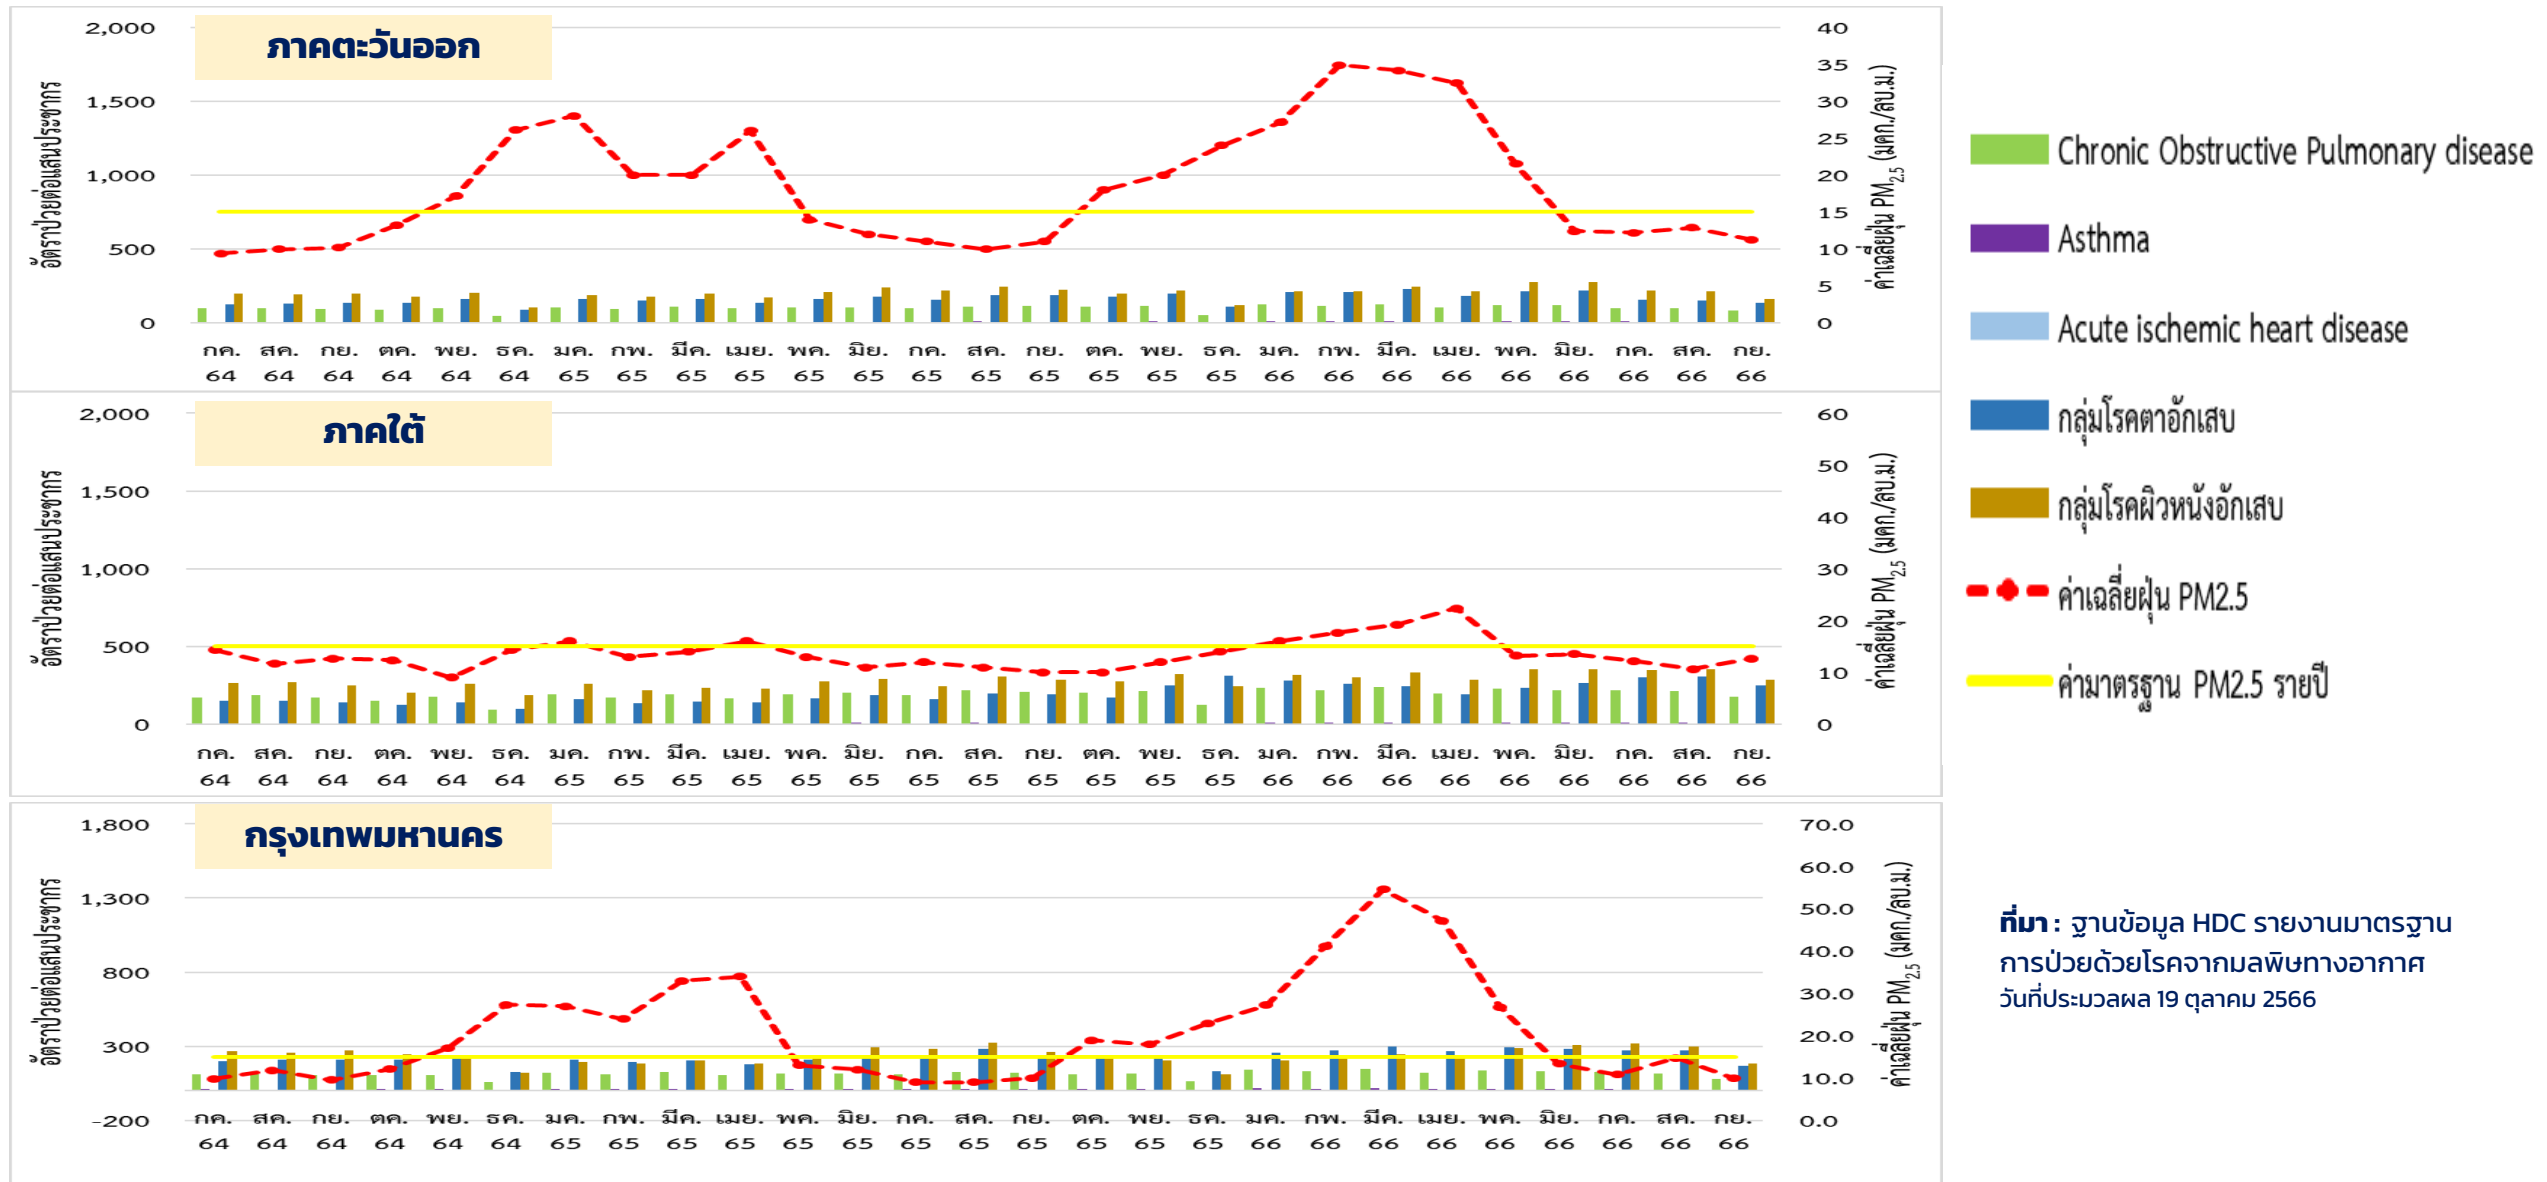 ภาคตะวันออก
อัตราป่วยต่อแสนประชากร
2,000
1,500
1,000
500
0
40
35
30
25
20
15
10
5
0
ค่าเฉลี่ยฝุ่น PM2.5 (มคก./ลบ.ม.)
กค. สค. กย. ตค. พย. ธค. มค. กพ. มีค. เมย. พค. มิย. กค. สค. กย. ตค. พย. ธค. มค. กพ. มีค. เมย. พค. มิย. กค. สค. กย.
64 64 64 64 64 64 65 65 65 65 65 65 65 65 65 65 65 65 66 66 66 66 66 66 66 66 66
ภาคใต้
อัตราป่วยต่อแสนประชากร
2,000
1,500
1,000
500
0
60
50
40
30
20
10
0
ค่าเฉลี่ยฝุ่น PM2.5 (มคก./ลบ.ม.)
กค. สค. กย. ตค. พย. ธค. มค. กพ. มีค. เมย. พค. มิย. กค. สค. กย. ตค. พย. ธค. มค. กพ. มีค. เมย. พค. มิย. กค. สค. กย.
64 64 64 64 64 64 65 65 65 65 65 65 65 65 65 65 65 65 66 66 66 66 66 66 66 66 66
กรุงเทพมหานคร
อัตราป่วยต่อแสนประชากร
1,800
1,300
800
300
-200
70.0
60.0
50.0
40.0
30.0
20.0
10.0
0.0
ค่าเฉลี่ยฝุ่น PM2.5 (มคก./ลบ.ม.)
กค. สค. กย. ตค. พย. ธค. มค. กพ. มีค. เมย. พค. มิย. กค. สค. กย. ตค. พย. ธค. มค. กพ. มีค. เมย. พค. มิย. กค. สค. กย.
64 64 64 64 64 64 65 65 65 65 65 65 65 65 65 65 65 65 66 66 66 66 66 66 66 66 66
Chronic Obstructive Pulmonary disease
Asthma
Acute ischemic heart disease
กลุ่มโรคตาอักเสบ
กลุ่มโรคผิวหนังอักเสบ
ค่าเฉลี่ยฝุ่น PM2.5
ค่ามาตรฐาน PM2.5 รายปี
ที่มา : ฐานข้อมูล HDC รายงานมาตรฐาน
การป่วยด้วยโรคจากมลพิษทางอากาศ
วันที่ประมวลผล 19 ตุลาคม 2566